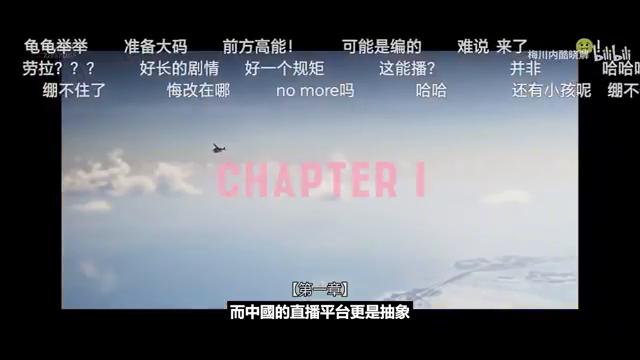 龟龟举举 准备大码 前方高能！ 可能是编的 难说 来了 ！
梅川内酷晓解 bilibili
劳拉？？？ 好长的剧情 好一个规矩 这能播？ 并非 哈哈
绷不住了 悔改在哪 no more吗 哈哈 还有小孩呢 绷不
CHAPTER I
【第一章】
而中國的直播平台更是抽象